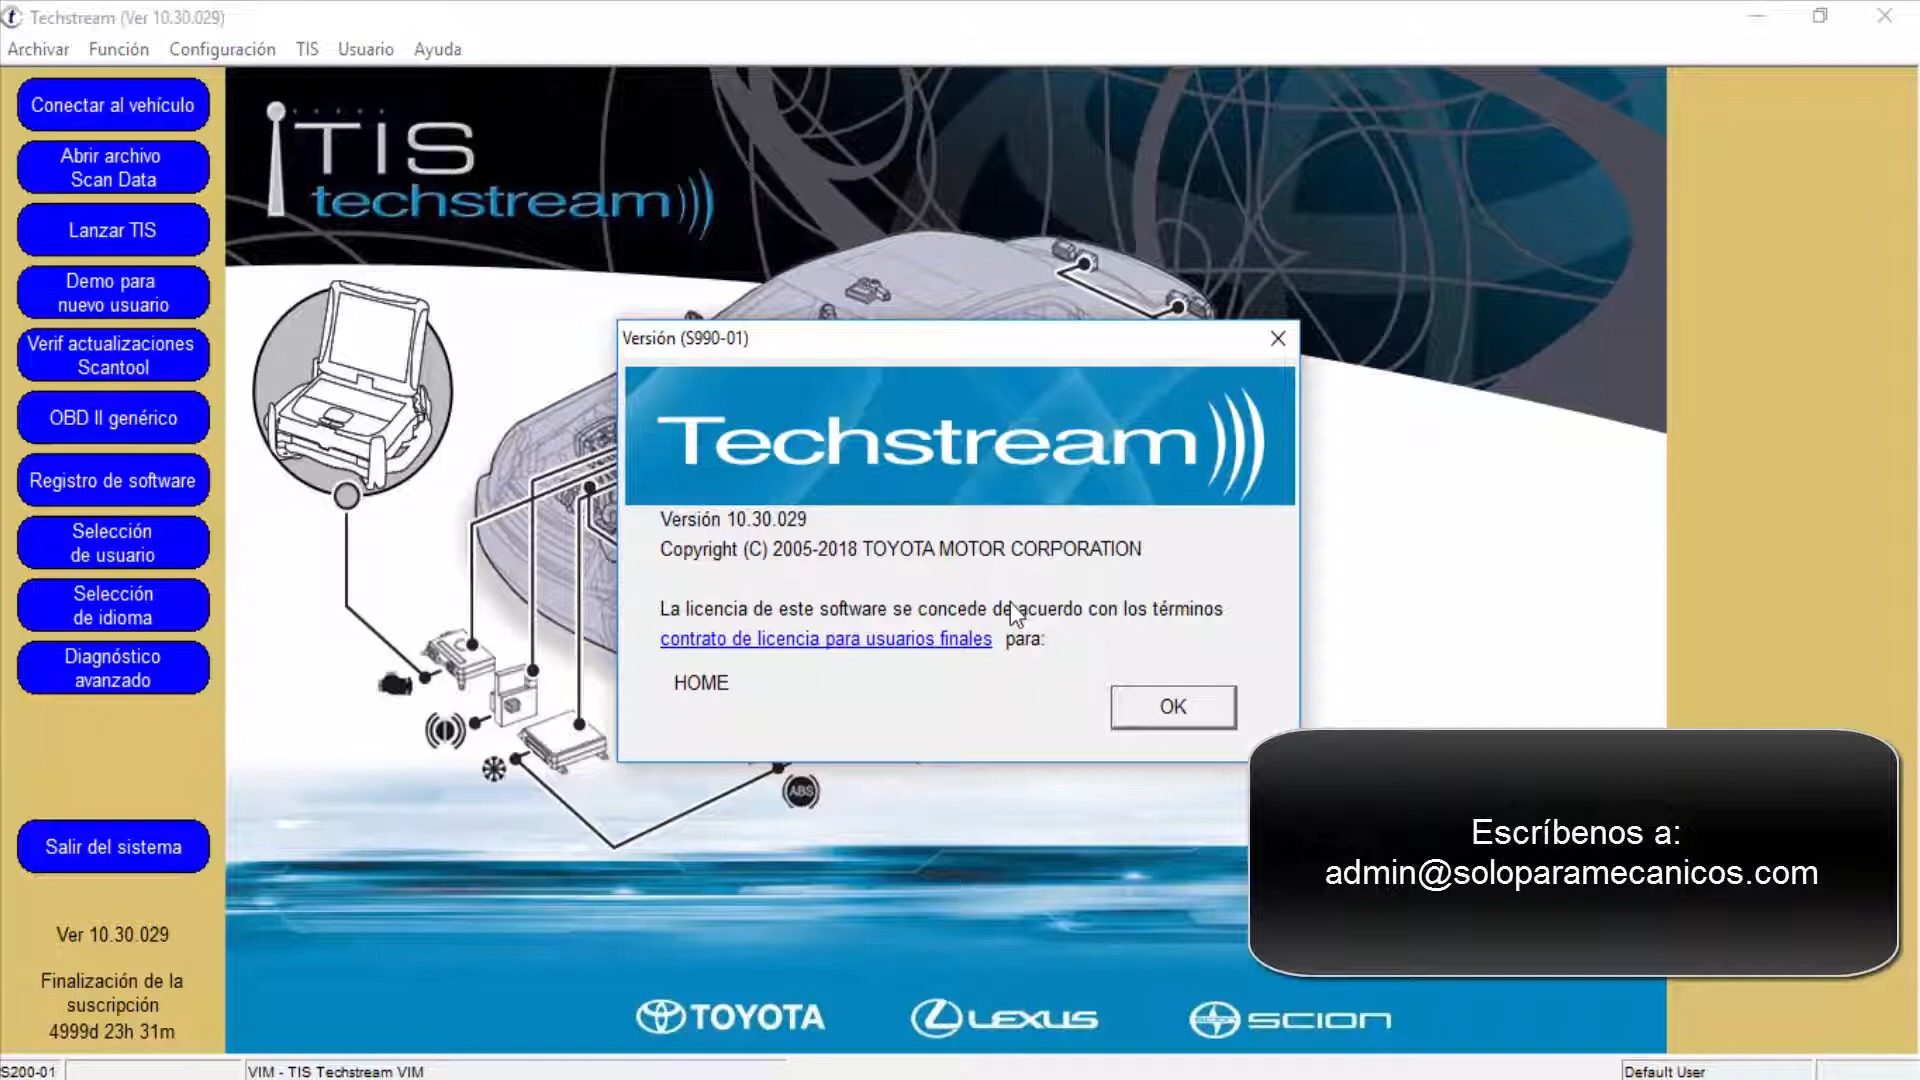 Techstream (Ver 10.30.029)
Archivar Función Configuración TIS Usuario Ayuda
Conectar al vehículo
Abrir archivo
Scan Data
Lanzar TIS
Demo para
nuevo usuario
Verif actualizaciones
Scantool
OBD II genérico
Registro de software
Selección
de usuario
Selección
de idioma
Diagnóstico
avanzado
Salir del sistema
Ver 10.30.029
Finalización de la
suscripción
4999d 23h 31m
TIS
techstream
Versión (S990-01)
Techstream
Versión 10.30.029
Copyright (C) 2005-2018 TOYOTA MOTOR CORPORATION
La licencia de este software se concede de acuerdo con los términos
contrato de licencia para usuarios finales para:
HOME
OK
ABS
Escríbenos a:
admin@soloparamecanicos.com
TOYOTA LEXUS SCION
S200-01 VIM - TIS Techstream VIM Default User